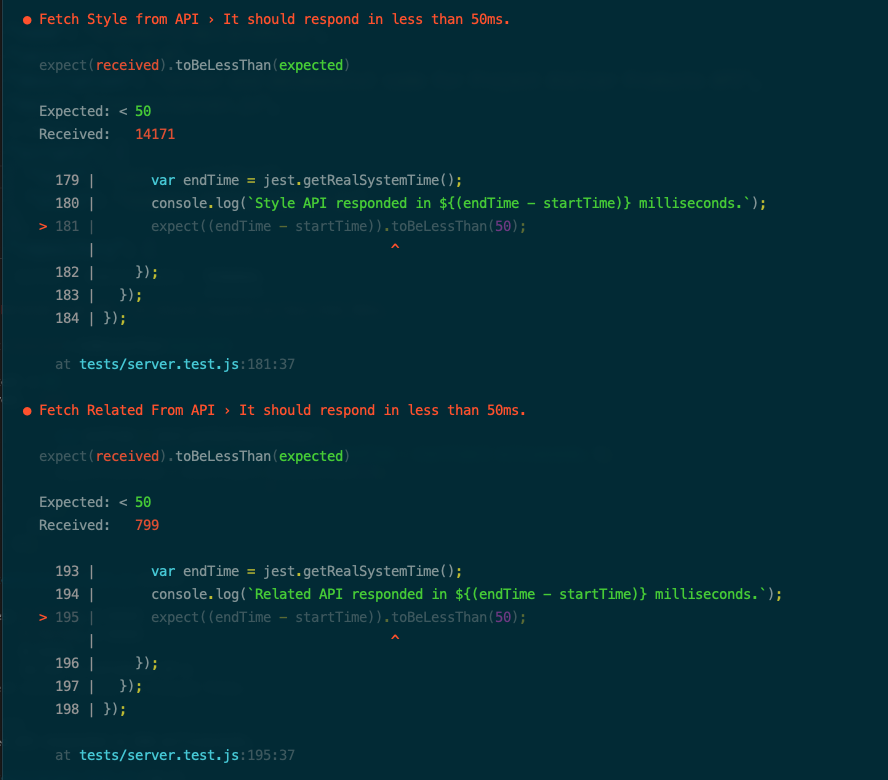 ● Fetch Style from API › It should respond in less than 50ms.
expect(received).toBeLessThan(expected)
Expected: < 50
Received:   14171
179 |       var endTime = jest.getRealSystemTime();
180 |       console.log(`Style API responded in ${(endTime - startTime)} milliseconds.`);
> 181 |       expect((endTime - startTime)).toBeLessThan(50);
|                                     ^
182 |     });
183 |   });
184 | });
at tests/server.test.js:181:37
● Fetch Related From API › It should respond in less than 50ms.
expect(received).toBeLessThan(expected)
Expected: < 50
Received:   799
193 |       var endTime = jest.getRealSystemTime();
194 |       console.log(`Related API responded in ${(endTime - startTime)} milliseconds.`);
> 195 |       expect((endTime - startTime)).toBeLessThan(50);
|                                     ^
196 |     });
197 |   });
198 | });
at tests/server.test.js:195:37